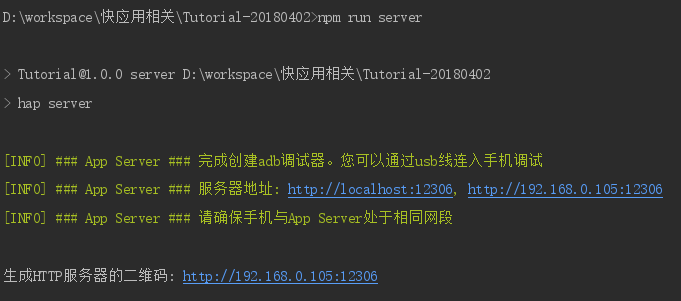 D:\workspace\快应用相关\Tutorial-20180402>npm run server
> Tutorial@1.0.0 server D:\workspace\快应用相关\Tutorial-20180402
> hap server
[INFO] ### App Server ### 完成创建adb调试器。您可以通过usb线连入手机调试
[INFO] ### App Server ### 服务器地址: http://localhost:12306, http://192.168.0.105:12306
[INFO] ### App Server ### 请确保手机与App Server处于相同网段
生成HTTP服务器的二维码: http://192.168.0.105:12306